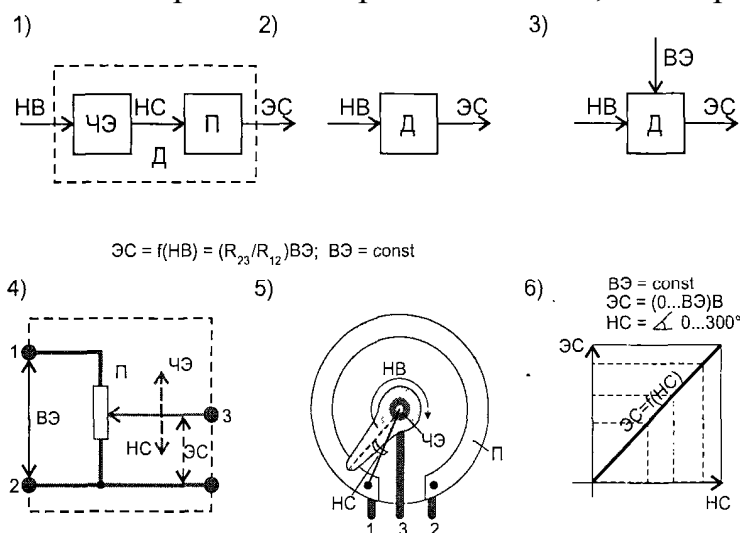 1)
2)
3)
ВЭ
НВ
ЧЭ
НС
П
ЭС
Д
НВ
Д
ЭС
НВ
Д
ЭС
ЭС = f(НВ) = (R₂₃/R₁₂)ВЭ; ВЭ = const
4)
5)
6)
ВЭ = const
ЭС = (0...ВЭ)В
НС = ∡ 0...300°
1
П
ЧЭ
ВЭ
3
НС
ЭС
2
НВ
ЧЭ
П
НС
1 3 2
ЭС
ЭС=f(НС)
НС